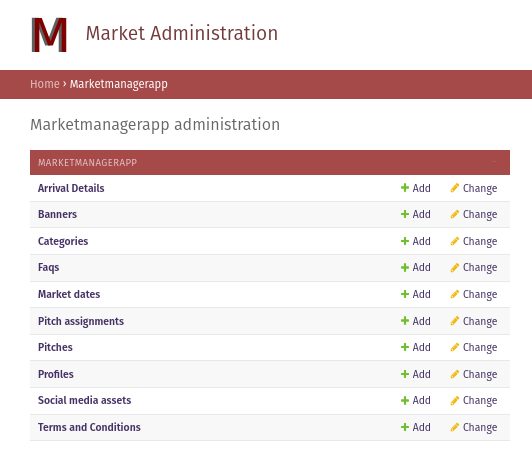 M Market Administration
Home › Marketmanagerapp
Marketmanagerapp administration
MARKETMANAGERAPP
Arrival Details Add Change
Banners Add Change
Categories Add Change
Faqs Add Change
Market dates Add Change
Pitch assignments Add Change
Pitches Add Change
Profiles Add Change
Social media assets Add Change
Terms and Conditions Add Change